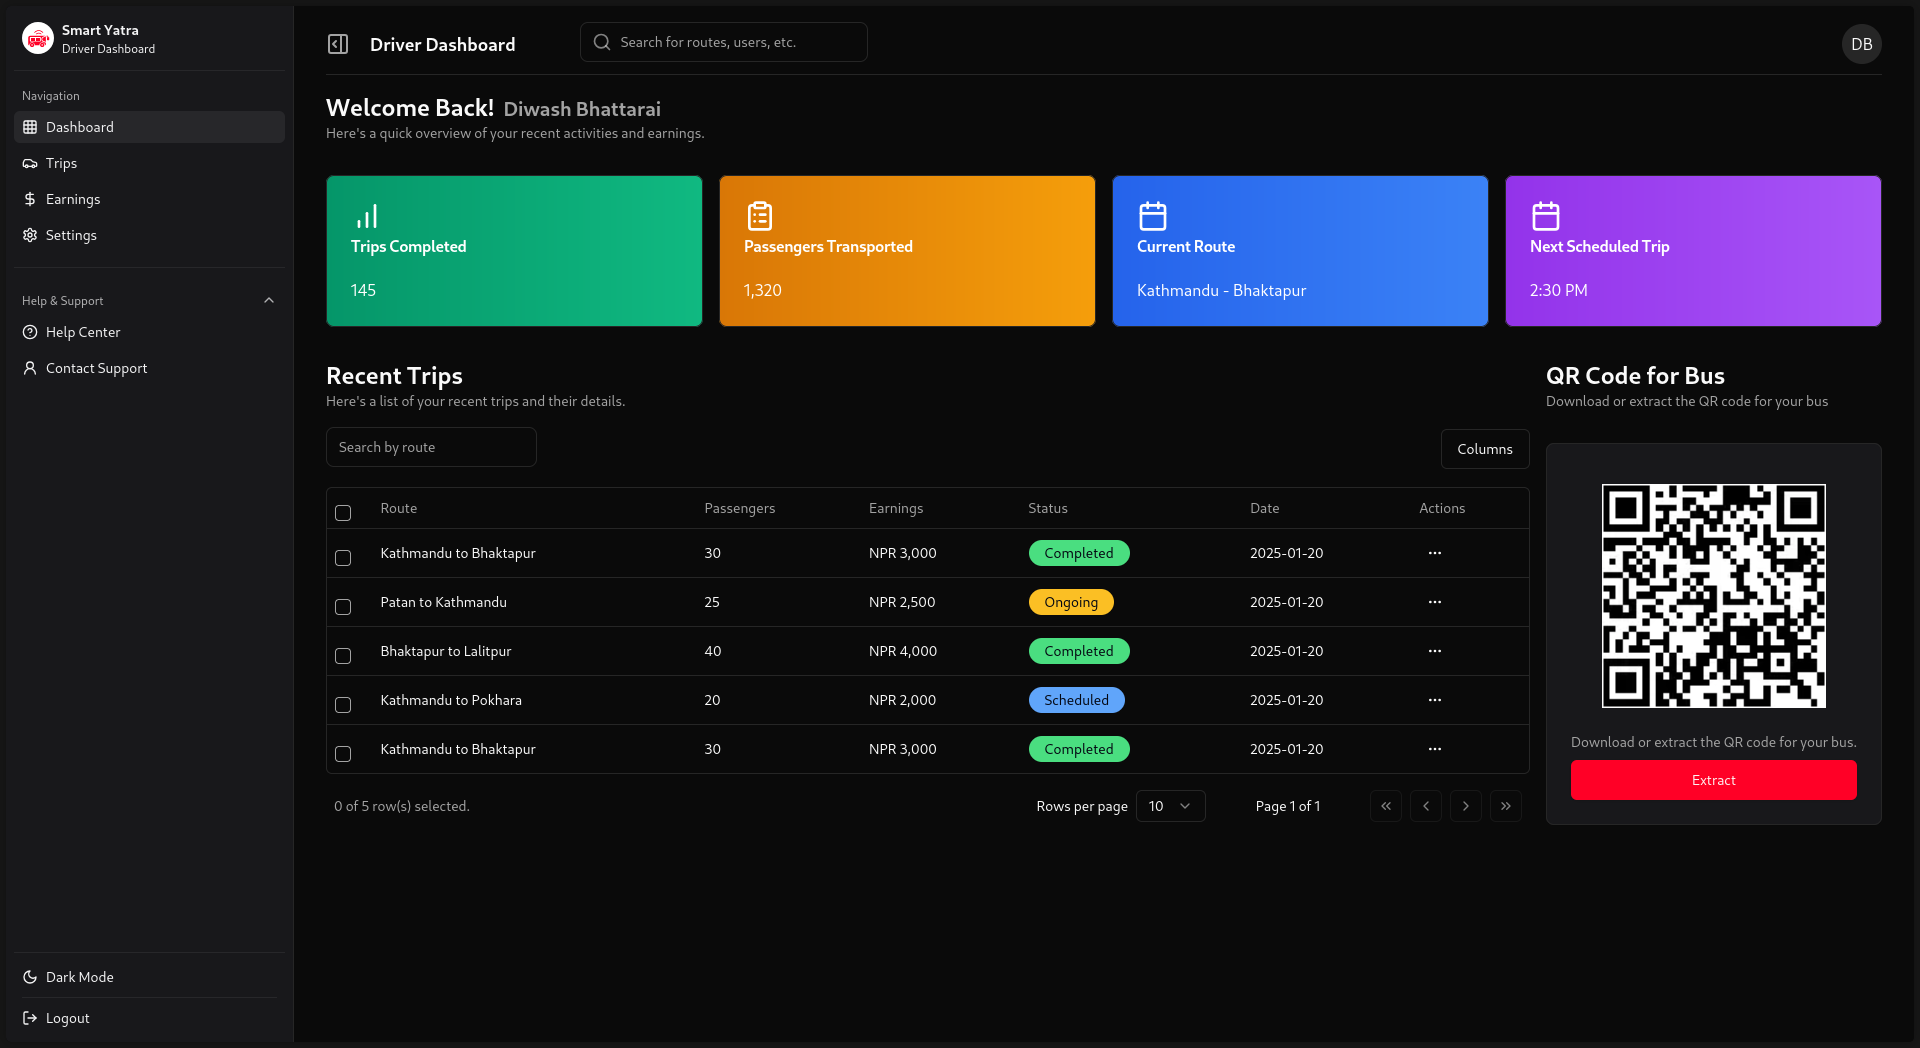 Smart Yatra
Driver Dashboard
Navigation
Dashboard
Trips
Earnings
Settings
Help & Support
Help Center
Contact Support
Dark Mode
Logout
Driver Dashboard
Search for routes, users, etc.
DB
Welcome Back! Diwash Bhattarai
Here's a quick overview of your recent activities and earnings.
Trips Completed
145
Passengers Transported
1,320
Current Route
Kathmandu - Bhaktapur
Next Scheduled Trip
2:30 PM
Recent Trips
Here's a list of your recent trips and their details.
Search by route
Columns
Route Passengers Earnings Status Date Actions
Kathmandu to Bhaktapur 30 NPR 3,000 Completed 2025-01-20
Patan to Kathmandu 25 NPR 2,500 Ongoing 2025-01-20
Bhaktapur to Lalitpur 40 NPR 4,000 Completed 2025-01-20
Kathmandu to Pokhara 20 NPR 2,000 Scheduled 2025-01-20
Kathmandu to Bhaktapur 30 NPR 3,000 Completed 2025-01-20
0 of 5 row(s) selected.
Rows per page 10
Page 1 of 1
QR Code for Bus
Download or extract the QR code for your bus
Download or extract the QR code for your bus.
Extract